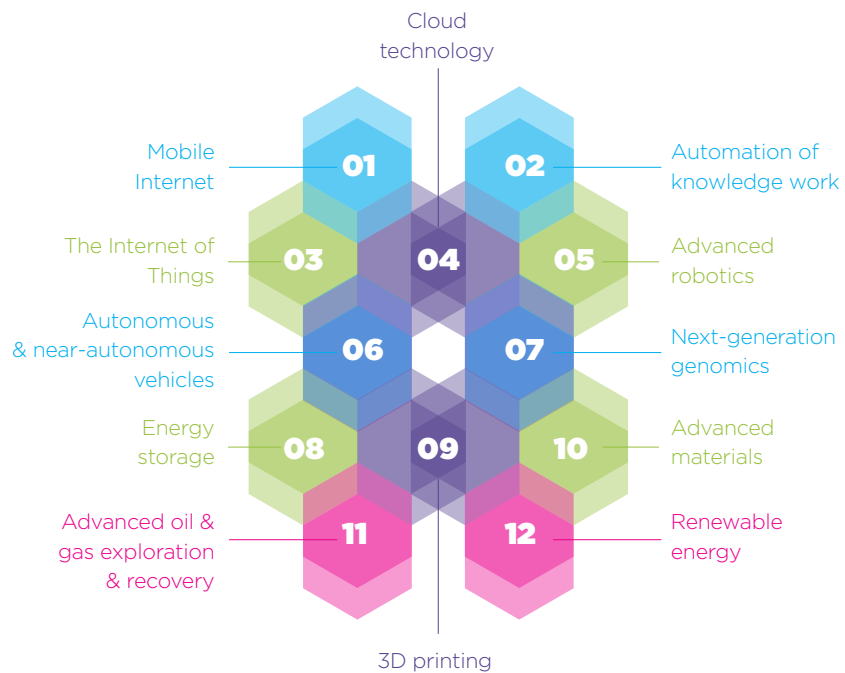 Cloud
technology
01
Mobile
Internet
02
Automation of
knowledge work
03
The Internet of
Things
04
05
Advanced
robotics
06
Autonomous
& near-autonomous
vehicles
07
Next-generation
genomics
08
Energy
storage
09
10
Advanced
materials
11
Advanced oil &
gas exploration
& recovery
12
Renewable
energy
3D printing